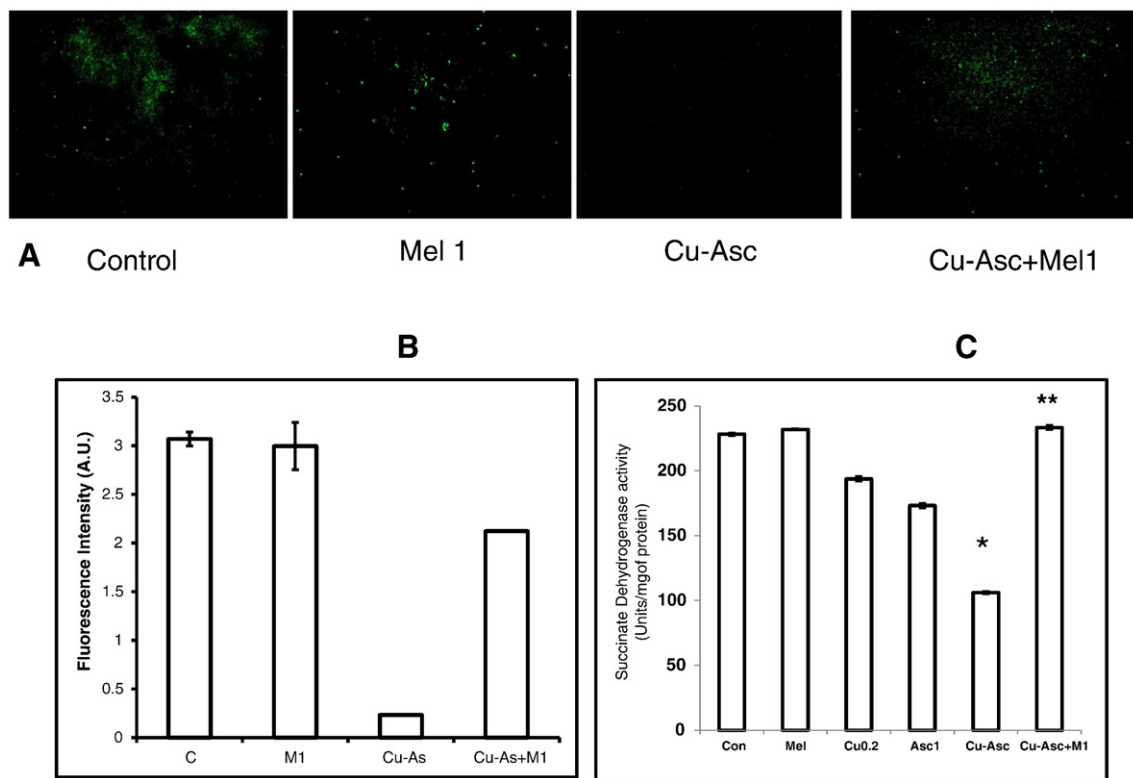 A
Control
Mel 1
Cu-Asc
Cu-Asc+Mel1
B
Fluorescence Intensity (A.U.)
3.5
3
2.5
2
1.5
1
0.5
0
C
M1
Cu-As
Cu-As+M1
C
Succinate Dehydrogenase activity
(Units/mgof protein)
250
200
150
100
50
0
*
**
Con
Mel
Cu0.2
Asc1
Cu-Asc
Cu-Asc+M1